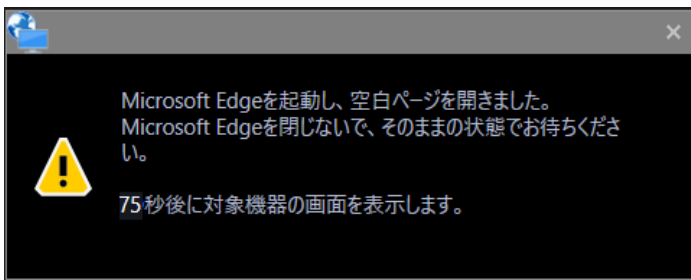 Microsoft Edgeを起動し、空白ページを開きました。
Microsoft Edgeを閉じないで、そのままの状態でお待ちくださ
い。
75秒後に対象機器の画面を表示します。